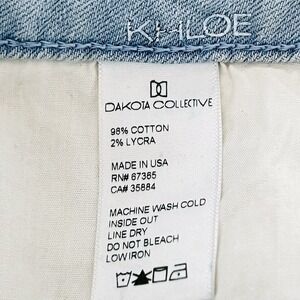 KHLOE
DAKOTA COLLECTIVE
98% COTTON
2% LYCRA
MADE IN USA
RN# 67365
CA# 35884
MACHINE WASH COLD
INSIDE OUT
LINE DRY
DO NOT BLEACH
LOW IRON